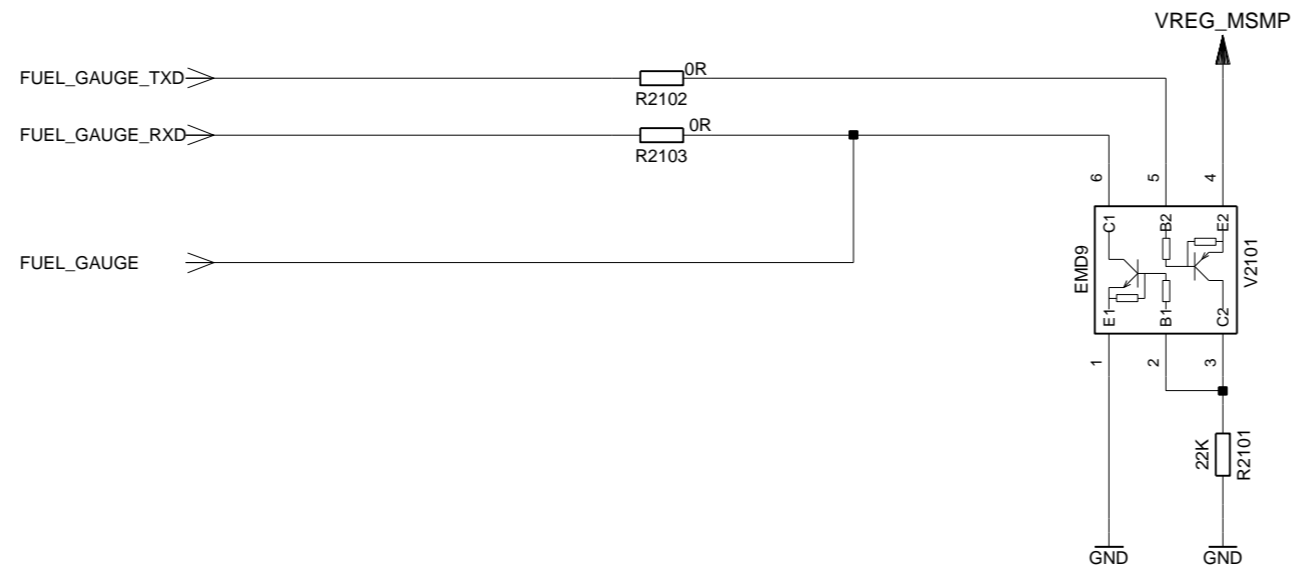 VREG_MSMP
FUEL_GAUGE_TXD
0R
R2102
FUEL_GAUGE_RXD
0R
R2103
FUEL_GAUGE
6
5
4
C1
B2
E2
EMD9
V2101
E1
B1
C2
1
2
3
22K
R2101
GND
GND